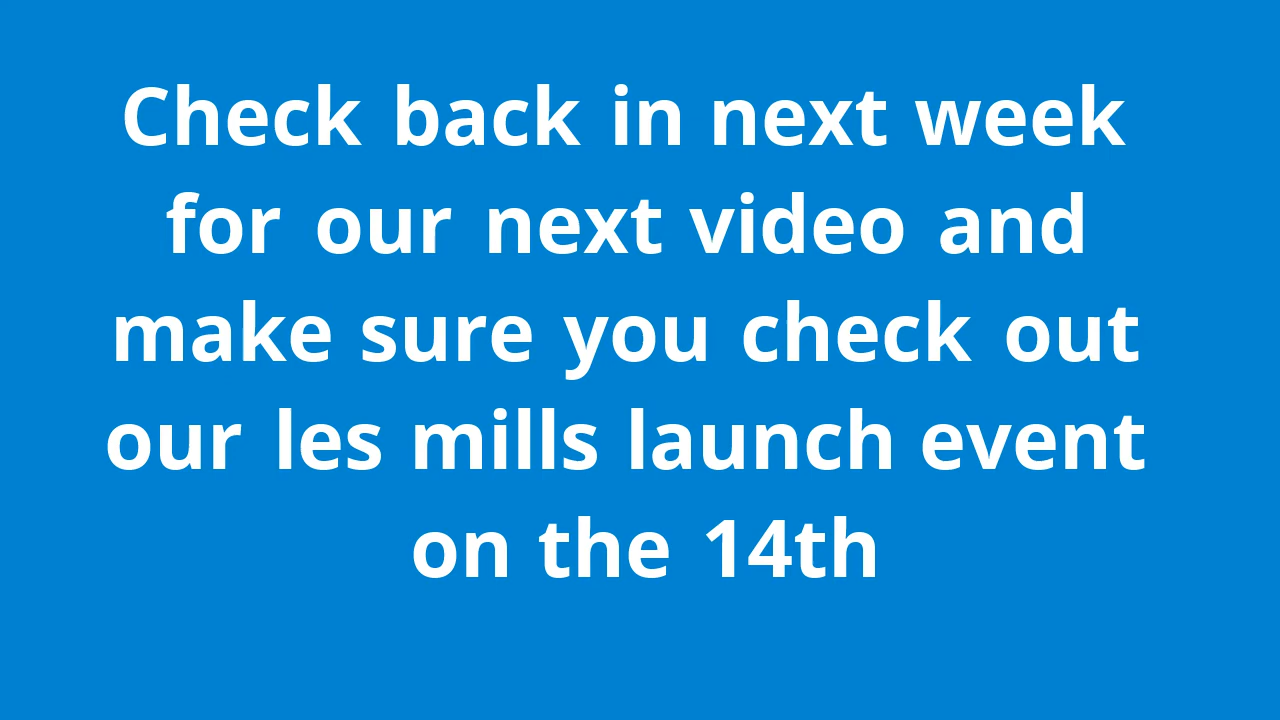 Check back in next week
for our next video and
make sure you check out
our les mills launch event
on the 14th